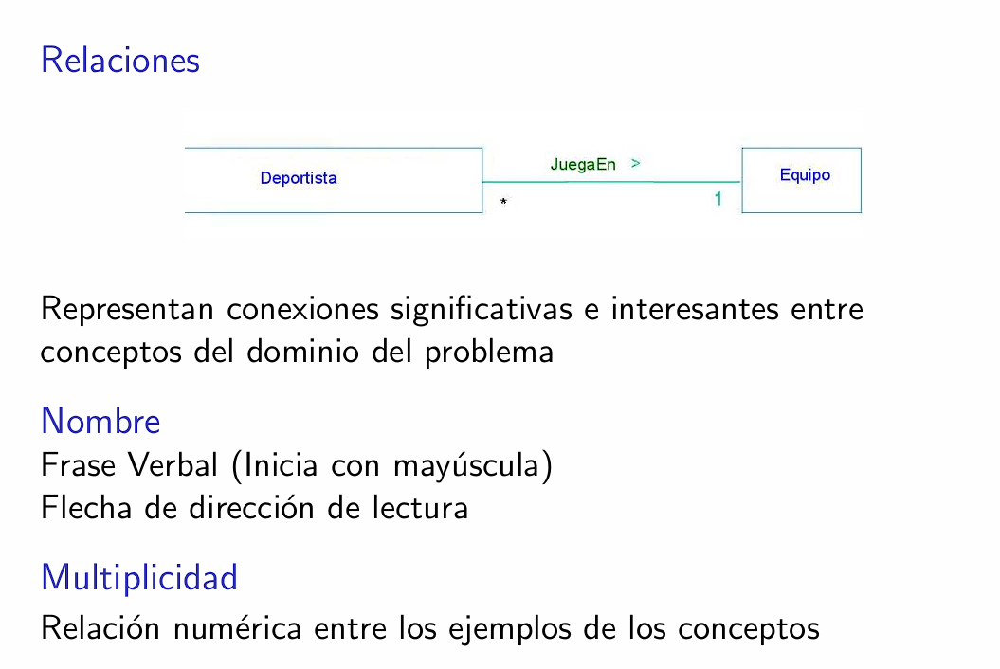 Relaciones
JuegaEn >
Deportista
Equipo
* 1
Representan conexiones significativas e interesantes entre
conceptos del dominio del problema
Nombre
Frase Verbal (Inicia con mayúscula)
Flecha de dirección de lectura
Multiplicidad
Relación numérica entre los ejemplos de los conceptos